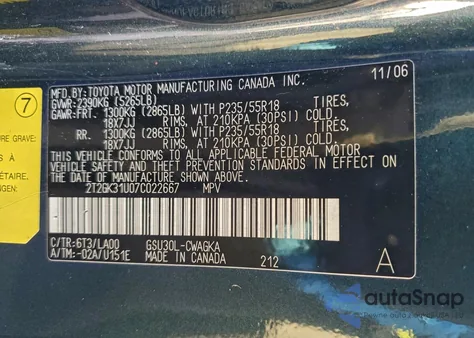 MFD.BY:TOYOTA MOTOR MANUFACTURING CANADA INC. 11/06
GVWR:2390KG (5265LB)
GAWR:FRT. 1300KG (2865LB) WITH P235/55R18 TIRES,
18X7JJ RIMS, AT 210KPA (30PSI) COLD.
RR. 1300KG (2865LB) WITH P235/55R18 TIRES,
18X7JJ RIMS, AT 210KPA (30PSI) COLD.
THIS VEHICLE CONFORMS TO ALL APPLICABLE FEDERAL MOTOR
VEHICLE SAFETY AND THEFT PREVENTION STANDARDS IN EFFECT
ON THE DATE OF MANUFACTURE SHOWN ABOVE.
2T2GK31U07C022667 MPV
C/TR:6T3/LA00 GSU30L-CWAGKA
A/TM:-02A/U151E MADE IN CANADA 212 A
7
URE GRAVE:
ÉTAIRE.
autoSnap